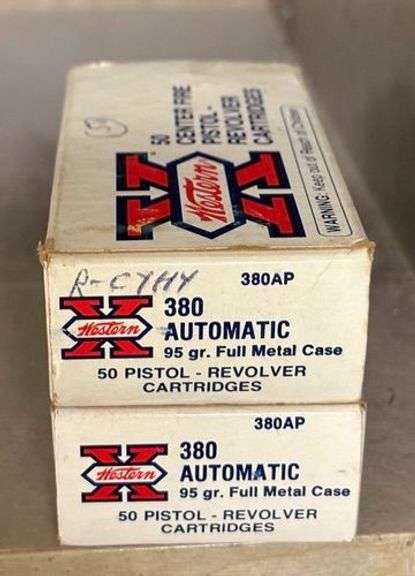 50
CENTER FIRE
PISTOL -
REVOLVER
CARTRIDGES
Western
WARNING: Keep out of Reach of Children
380AP
Western
380
AUTOMATIC
95 gr. Full Metal Case
50 PISTOL - REVOLVER
CARTRIDGES
380AP
Western
380
AUTOMATIC
95 gr. Full Metal Case
50 PISTOL - REVOLVER
CARTRIDGES